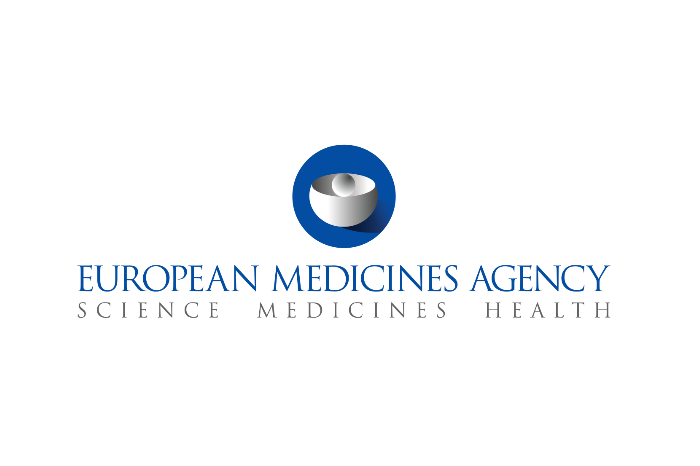 EUROPEAN MEDICINES AGENCY
SCIENCE MEDICINES HEALTH